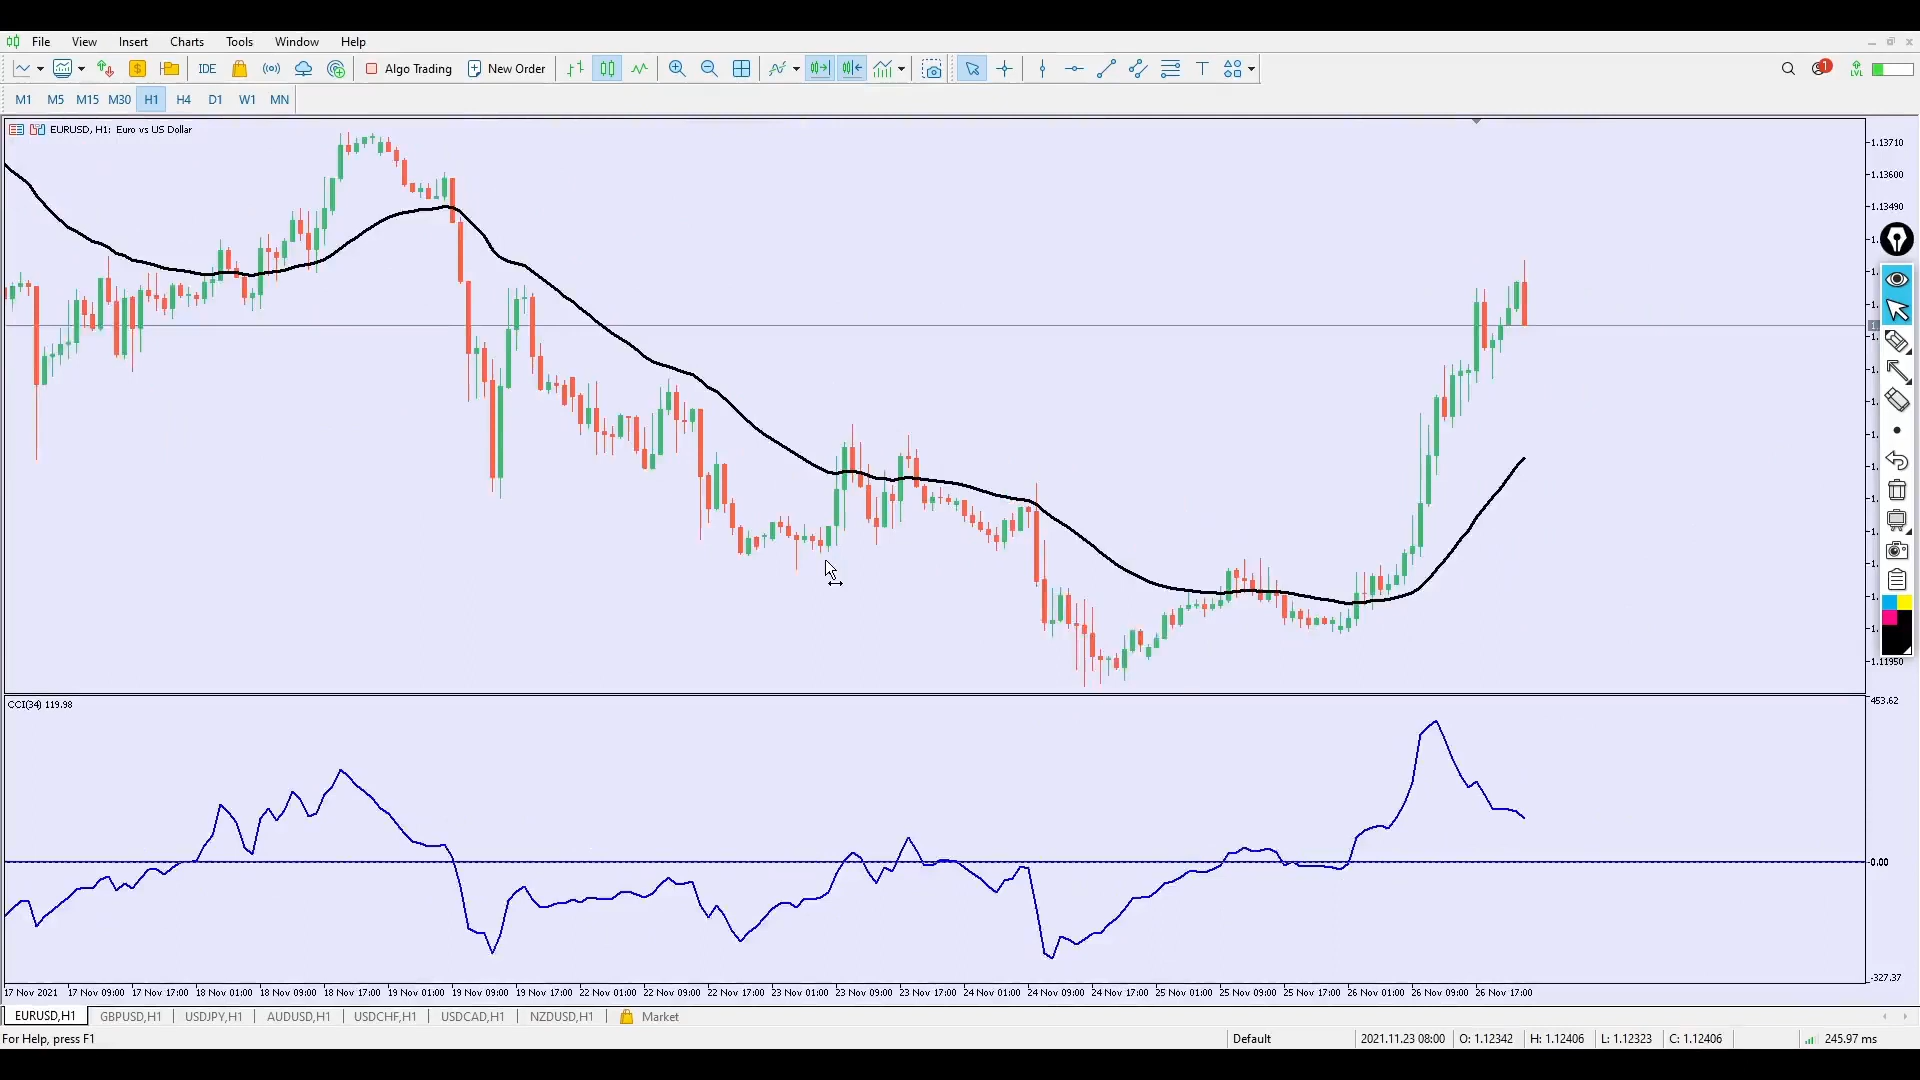 File View Insert Charts Tools Window Help
IDE Algo Trading New Order T 1 LVL
M1 M5 M15 M30 H1 H4 D1 W1 MN
EURUSD, H1: Euro vs US Dollar
1.13710
1.13600
1.13490
1.11950
CCI(34) 119.98
453.62
0.00
-327.37
17 Nov 2021 17 Nov 09:00 17 Nov 17:00 18 Nov 01:00 18 Nov 09:00 18 Nov 17:00 19 Nov 01:00 19 Nov 09:00 19 Nov 17:00 22 Nov 01:00 22 Nov 09:00 22 Nov 17:00 23 Nov 01:00 23 Nov 09:00 23 Nov 17:00 24 Nov 01:00 24 Nov 09:00 24 Nov 17:00 25 Nov 01:00 25 Nov 09:00 25 Nov 17:00 26 Nov 01:00 26 Nov 09:00 26 Nov 17:00
EURUSD,H1 GBPUSD,H1 USDJPY,H1 AUDUSD,H1 USDCHF,H1 USDCAD,H1 NZDUSD,H1 Market
For Help, press F1 Default 2021.11.23 08:00 O: 1.12342 H: 1.12406 L: 1.12323 C: 1.12406 245.97 ms